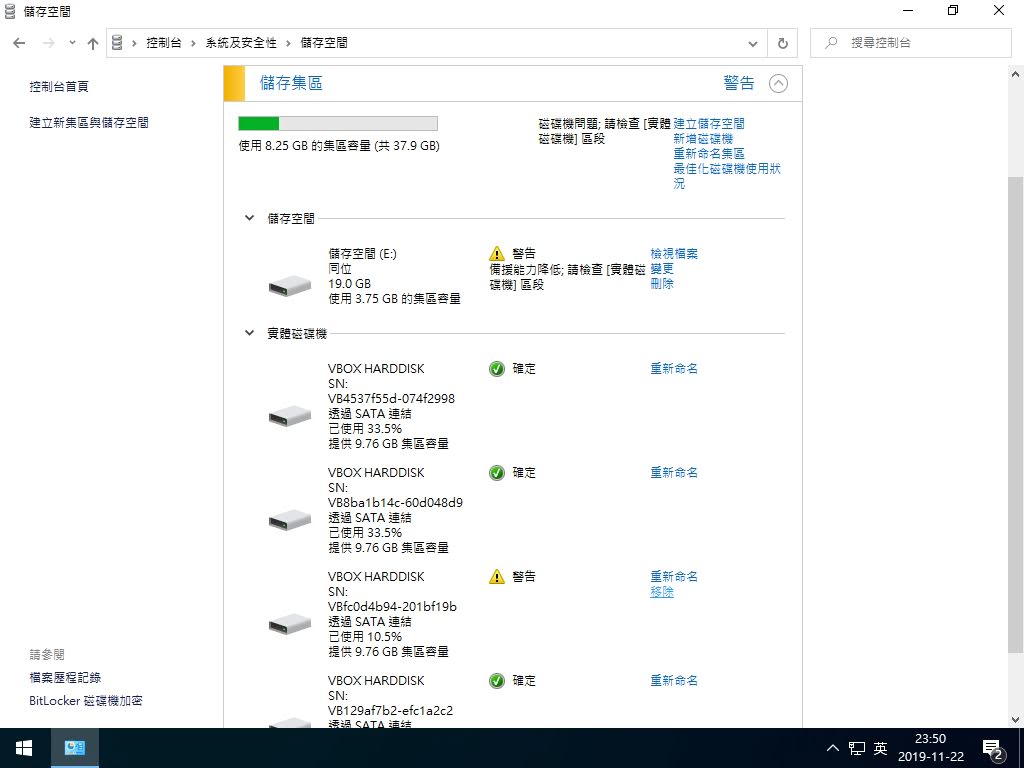 儲存空間
控制台 › 系統及安全性 › 儲存空間
搜尋控制台
控制台首頁
建立新集區與儲存空間
儲存集區
警告
使用 8.25 GB 的集區容量 (共 37.9 GB)
磁碟機問題; 請檢查 [實體
磁碟機] 區段
建立儲存空間
新增磁碟機
重新命名集區
最佳化磁碟機使用狀
況
儲存空間
儲存空間 (E:)
同位
19.0 GB
使用 3.75 GB 的集區容量
警告
備援能力降低; 請檢查 [實體磁
碟機] 區段
檢視檔案
變更
刪除
實體磁碟機
VBOX HARDDISK
SN:
VB4537f55d-074f2998
透過 SATA 連結
已使用 33.5%
提供 9.76 GB 集區容量
確定
重新命名
VBOX HARDDISK
SN:
VB8ba1b14c-60d048d9
透過 SATA 連結
已使用 33.5%
提供 9.76 GB 集區容量
確定
重新命名
VBOX HARDDISK
SN:
VBfc0d4b94-201bf19b
透過 SATA 連結
已使用 10.5%
提供 9.76 GB 集區容量
警告
重新命名
移除
VBOX HARDDISK
SN:
VB129af7b2-efc1a2c2
透過 SATA 連結
確定
重新命名
請參閱
檔案歷程記錄
BitLocker 磁碟機加密
英
23:50
2019-11-22
2